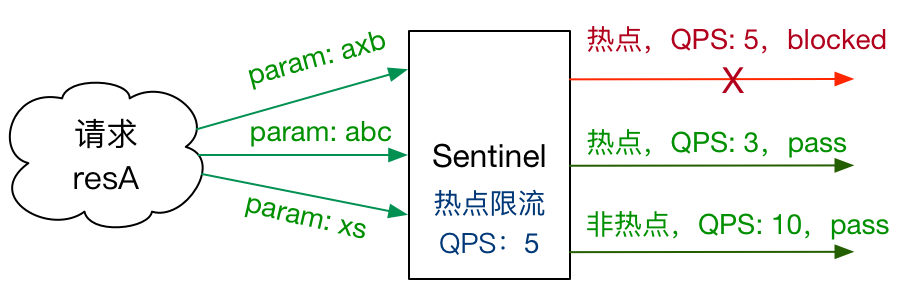 请求
resA
param: axb
param: abc
param: xs
Sentinel
热点限流
QPS：5
热点，QPS: 5，blocked
X
热点，QPS: 3，pass
非热点，QPS: 10，pass